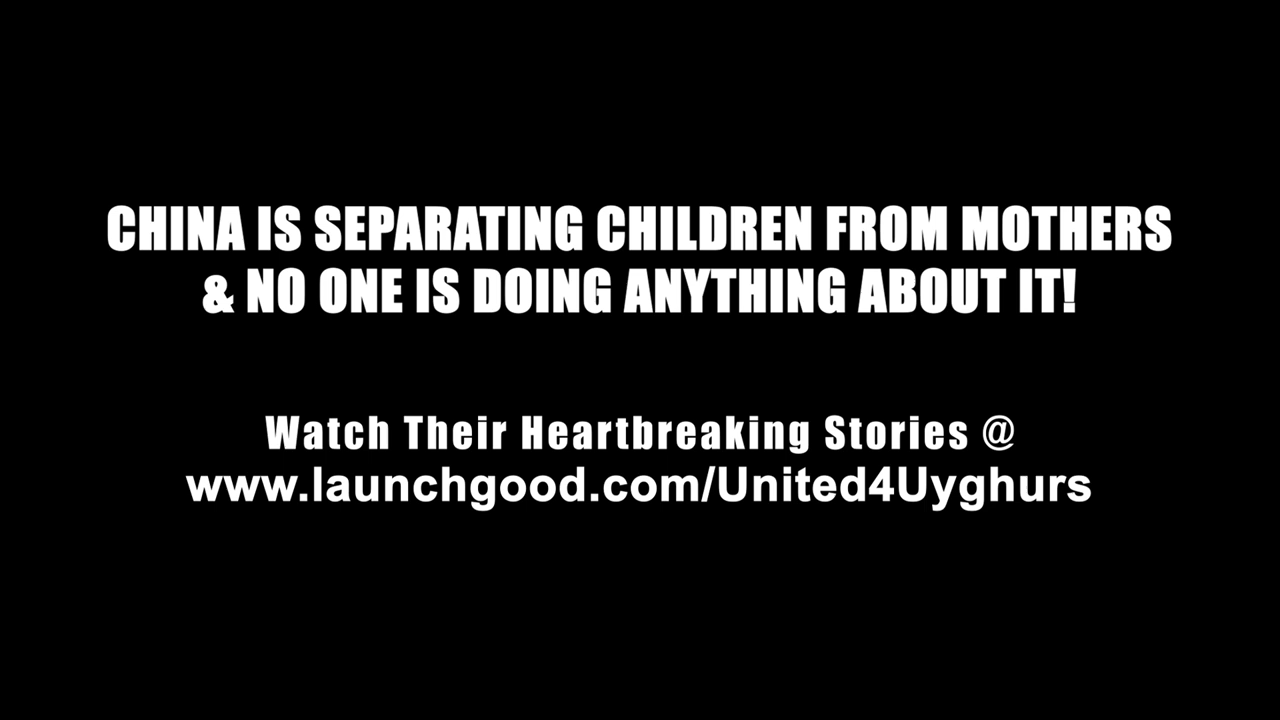 CHINA IS SEPARATING CHILDREN FROM MOTHERS
& NO ONE IS DOING ANYTHING ABOUT IT!
Watch Their Heartbreaking Stories @
www.launchgood.com/United4Uyghurs